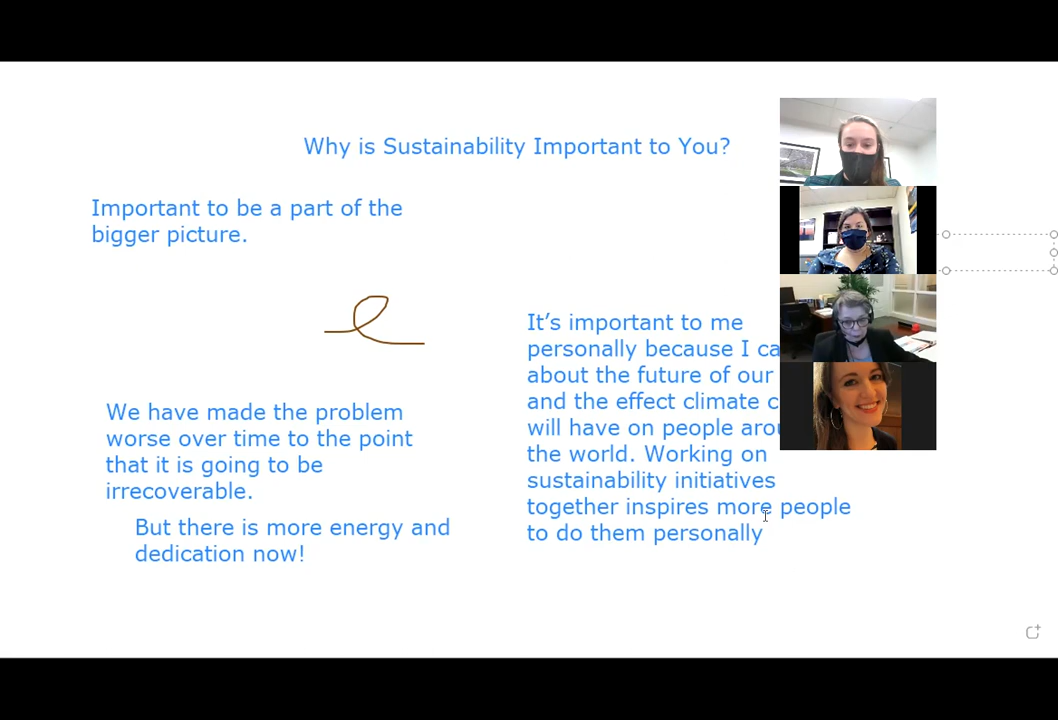 Why is Sustainability Important to You?
Important to be a part of the
bigger picture.
It's important to me
personally because I
about the future of our
and the effect climate
will have on people
the world. Working on
sustainability initiatives
together inspires more people
to do them personally
We have made the problem
worse over time to the point
that it is going to be
irrecoverable.
But there is more energy and
dedication now!